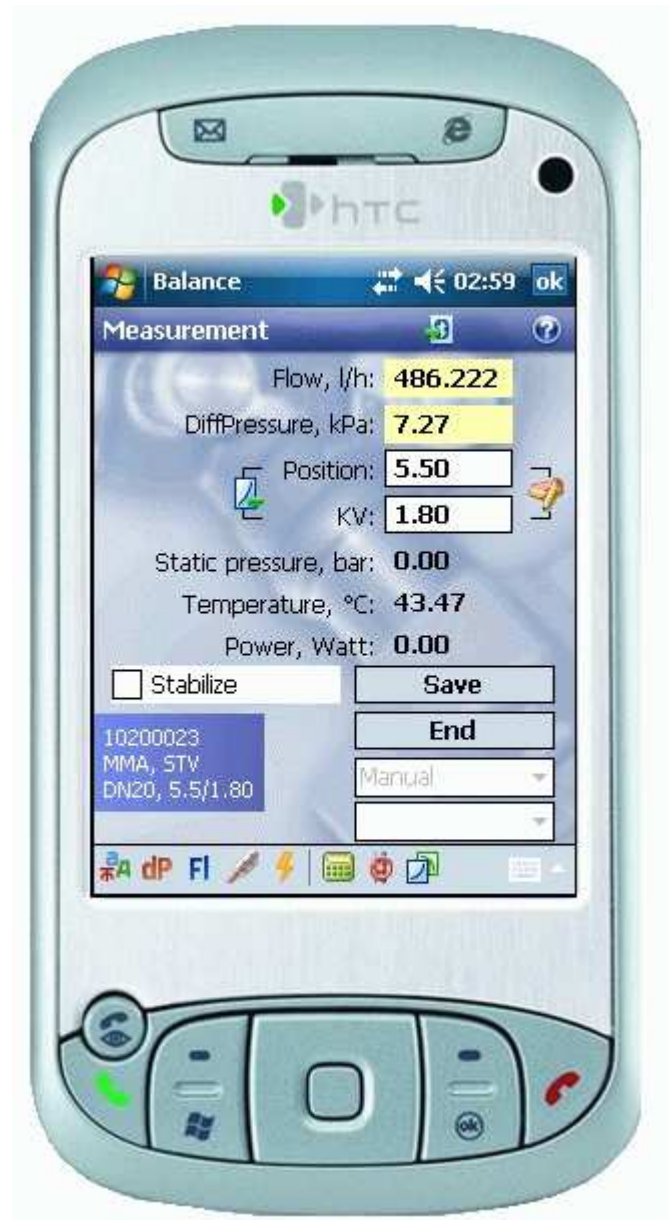 hTC
Balance 02:59 ok
Measurement ?
Flow, l/h: 486.222
DiffPressure, kPa: 7.27
Position: 5.50
KV: 1.80
Static pressure, bar: 0.00
Temperature, °C: 43.47
Power, Watt: 0.00
Stabilize Save
End
10200023
MMA, STV
DN20, 5.5/1.80
Manual
dP Fl
ok